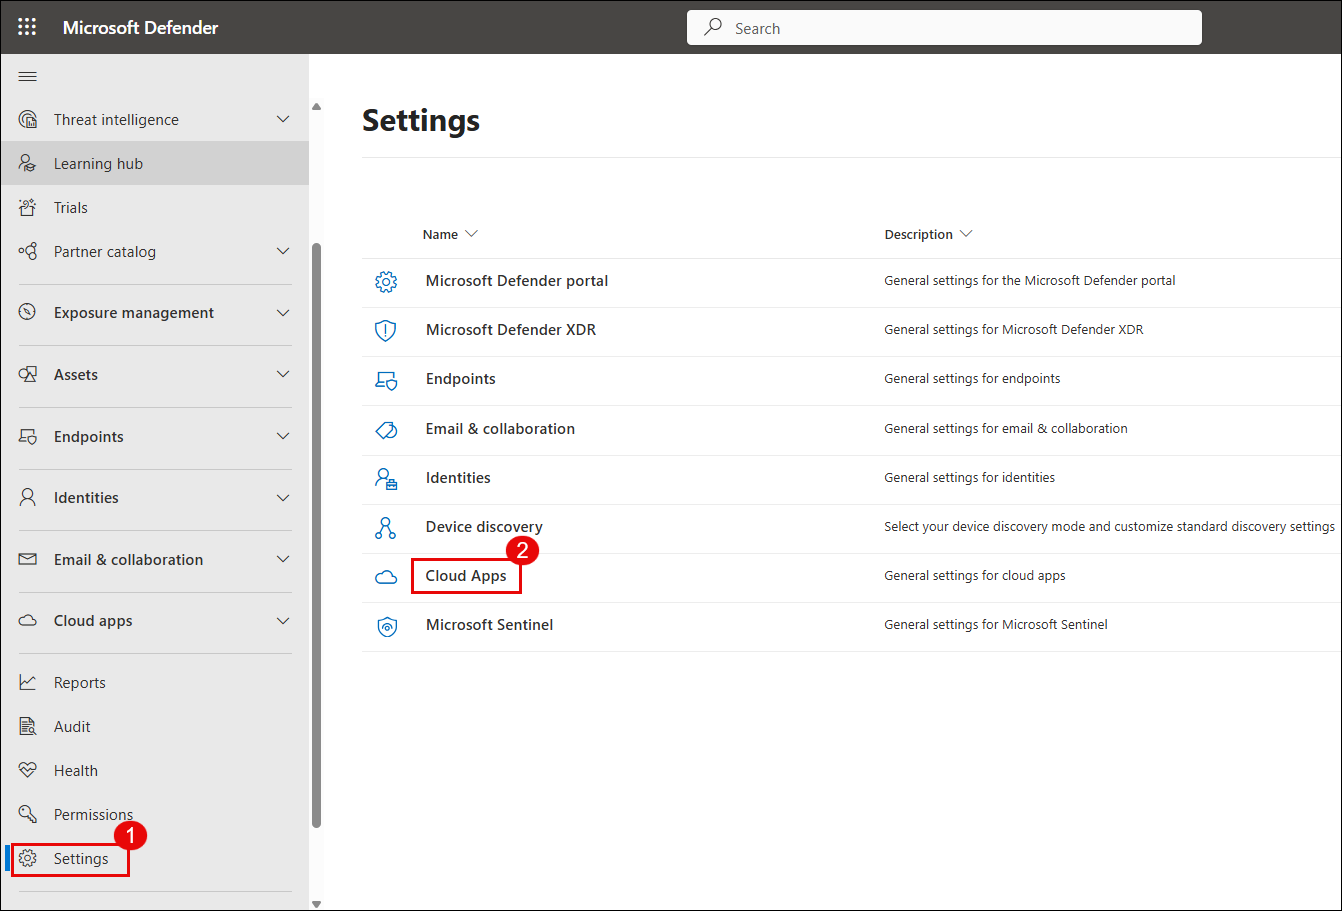 Microsoft Defender
Search
Threat intelligence
Learning hub
Trials
Partner catalog
Exposure management
Assets
Endpoints
Identities
Email & collaboration
Cloud apps
Reports
Audit
Health
Permissions
1
Settings
Settings
Name Description
Microsoft Defender portal General settings for the Microsoft Defender portal
Microsoft Defender XDR General settings for Microsoft Defender XDR
Endpoints General settings for endpoints
Email & collaboration General settings for email & collaboration
Identities General settings for identities
Device discovery Select your device discovery mode and customize standard discovery settings
2
Cloud Apps General settings for cloud apps
Microsoft Sentinel General settings for Microsoft Sentinel